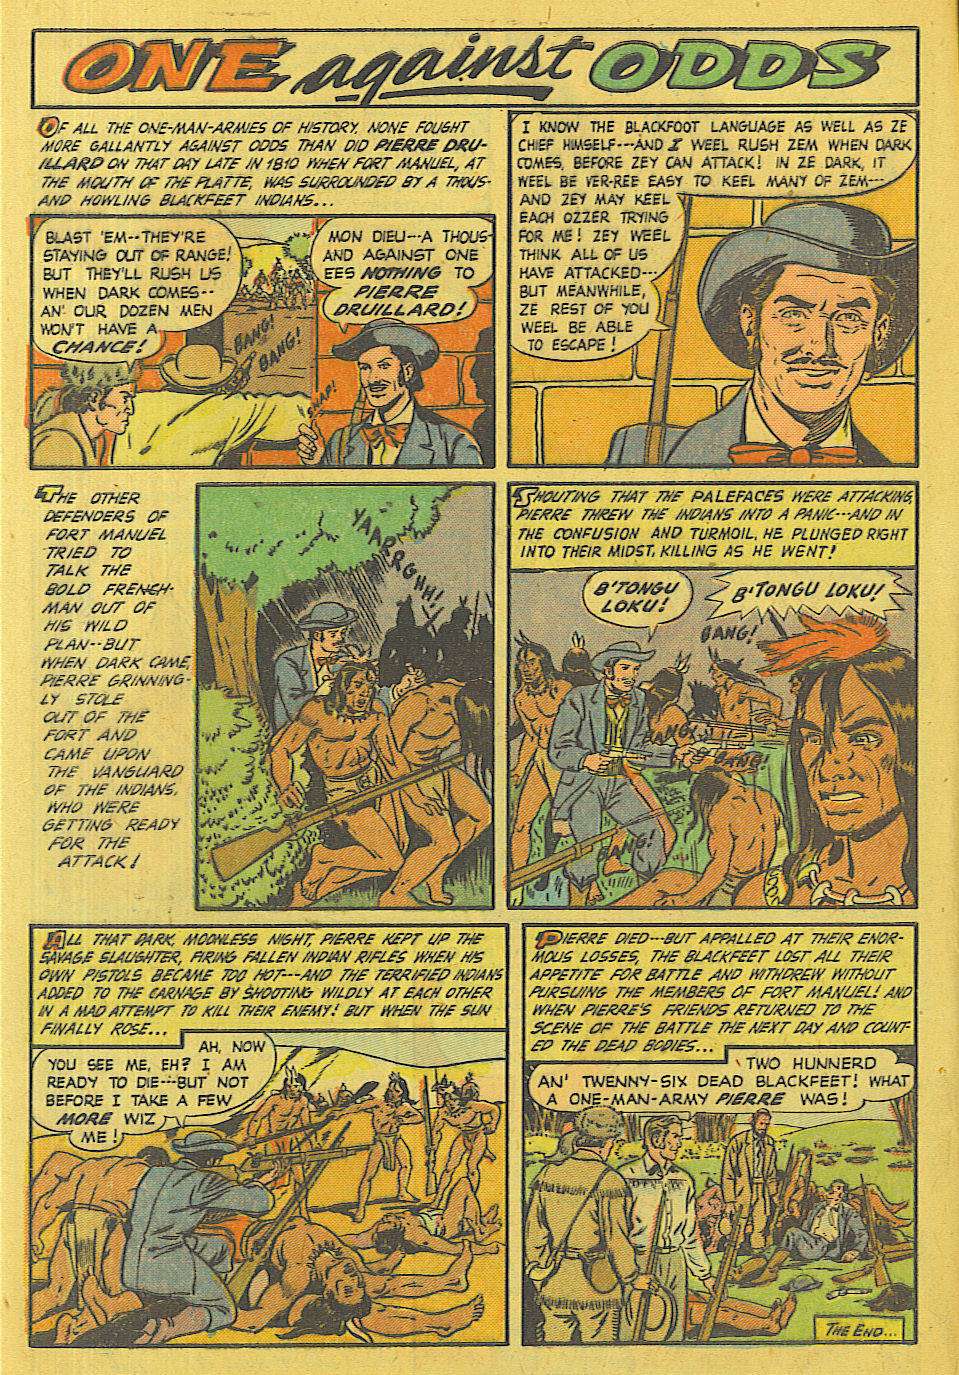 ONE against ODDS
OF ALL THE ONE-MAN-ARMIES OF HISTORY, NONE FOUGHT
MORE GALLANTLY AGAINST ODDS THAN DID PIERRE DRU-
ILLARD ON THAT DAY LATE IN 1810 WHEN FORT MANUEL, AT
THE MOUTH OF THE PLATTE, WAS SURROUNDED BY A THOUS-
AND HOWLING BLACKFEET INDIANS...
BLAST 'EM--THEY'RE
STAYING OUT OF RANGE!
BUT THEY'LL RUSH US
WHEN DARK COMES--
AN' OUR DOZEN MEN
WON'T HAVE A
CHANCE!
BANG!
BANG!
SNAP!
MON DIEU--A THOUS-
AND AGAINST ONE
EES NOTHING TO
PIERRE
DRUILLARD!
I KNOW THE BLACKFOOT LANGUAGE AS WELL AS ZE
CHIEF HIMSELF---AND I WEEL RUSH ZEM WHEN DARK
COMES, BEFORE ZEY CAN ATTACK! IN ZE DARK, IT
WEEL BE VER-REE EASY TO KEEL MANY OF ZEM---
AND ZEY MAY KEEL
EACH OZZER TRYING
FOR ME! ZEY WEEL
THINK ALL OF US
HAVE ATTACKED---
BUT MEANWHILE,
ZE REST OF YOU
WEEL BE ABLE
TO ESCAPE!
THE OTHER
DEFENDERS OF
FORT MANUEL
TRIED TO
TALK THE
BOLD FRENCH-
MAN OUT OF
HIS WILD
PLAN--BUT
WHEN DARK CAME,
PIERRE GRINNING-
LY STOLE
OUT OF THE
FORT AND
CAME UPON
THE VANGUARD
OF THE INDIANS,
WHO WERE
GETTING READY
FOR THE
ATTACK!
YAARRGHH!
SHOUTING THAT THE PALEFACES WERE ATTACKING,
PIERRE THREW THE INDIANS INTO A PANIC---AND IN
THE CONFUSION AND TURMOIL, HE PLUNGED RIGHT
INTO THEIR MIDST, KILLING AS HE WENT!
B'TONGU
LOKU!
B'TONGU LOKU!
BANG!
BANG!
BANG!
BANG!
ALL THAT DARK, MOONLESS NIGHT, PIERRE KEPT UP THE
SAVAGE SLAUGHTER, FIRING FALLEN INDIAN RIFLES WHEN HIS
OWN PISTOLS BECAME TOO HOT---AND THE TERRIFIED INDIANS
ADDED TO THE CARNAGE BY SHOOTING WILDLY AT EACH OTHER
IN A MAD ATTEMPT TO KILL THEIR ENEMY! BUT WHEN THE SUN
FINALLY ROSE...
AH, NOW
YOU SEE ME, EH? I AM
READY TO DIE---BUT NOT
BEFORE I TAKE A FEW
MORE WIZ
ME!
PIERRE DIED---BUT APPALLED AT THEIR ENOR-
MOUS LOSSES, THE BLACKFEET LOST ALL THEIR
APPETITE FOR BATTLE AND WITHDREW WITHOUT
PURSUING THE MEMBERS OF FORT MANUEL! AND
WHEN PIERRE'S FRIENDS RETURNED TO THE
SCENE OF THE BATTLE THE NEXT DAY AND COUNT-
ED THE DEAD BODIES...
TWO HUNNERD
AN' TWENNY-SIX DEAD BLACKFEET! WHAT
A ONE-MAN-ARMY PIERRE WAS!
THE END...